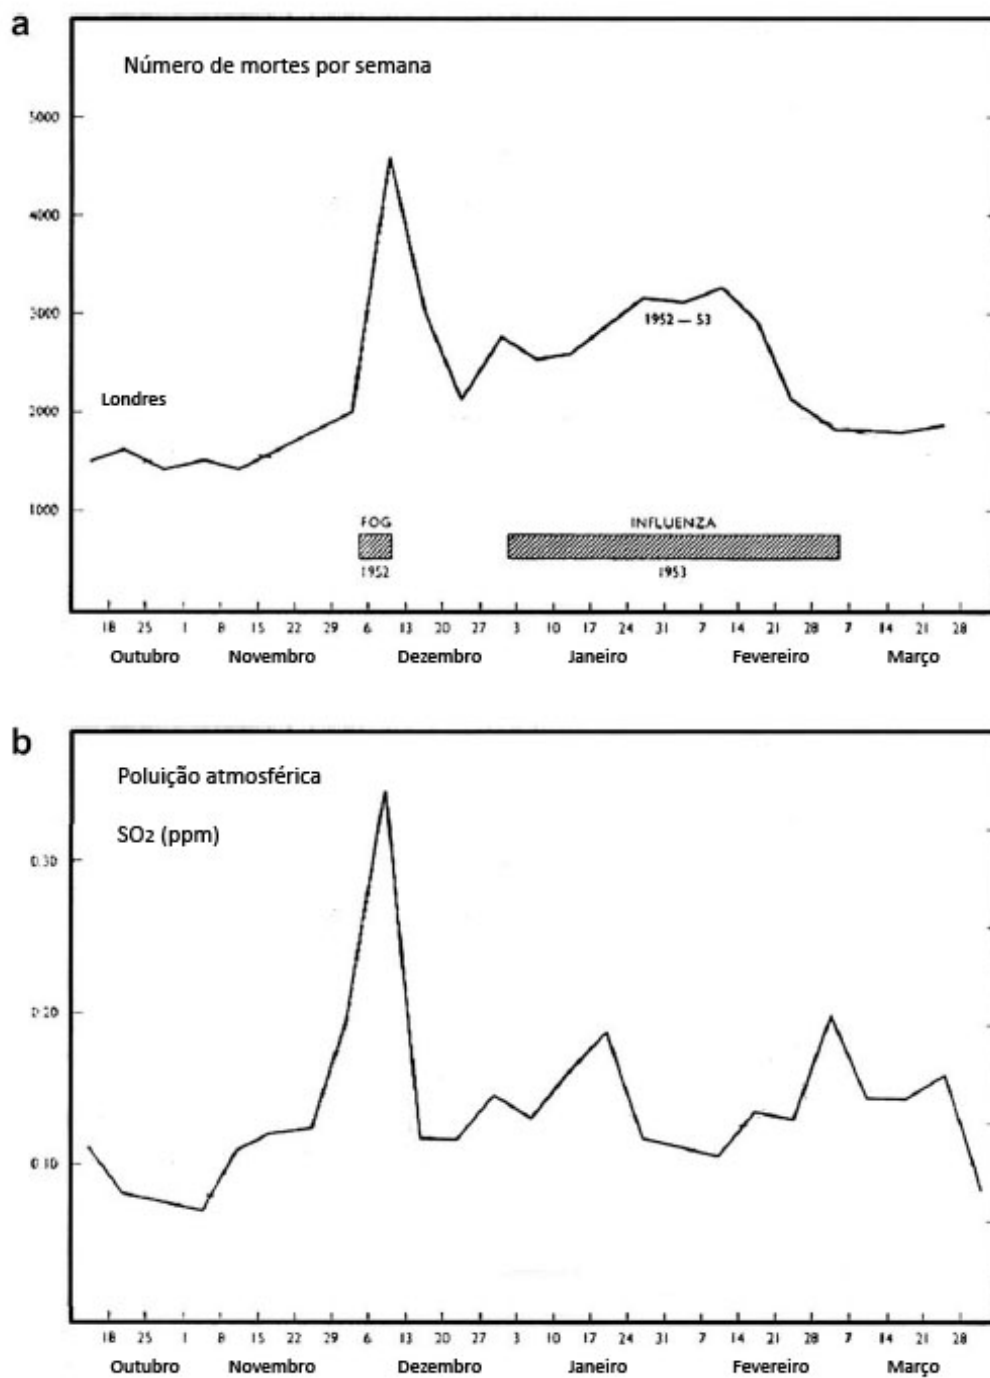 a
Número de mortes por semana
5000
4000
3000
1952 — 53
Londres
2000
1000
FOG
INFLUENZA
1952
1953
18 25 1 8 15 22 29 6 13 20 27 3 10 17 24 31 7 14 21 28 7 14 21 28
Outubro Novembro Dezembro Janeiro Fevereiro Março
b
Poluição atmosférica
SO2 (ppm)
0.30
0.20
0.10
18 25 1 8 15 22 29 6 13 20 27 3 10 17 24 31 7 14 21 28 7 14 21 28
Outubro Novembro Dezembro Janeiro Fevereiro Março